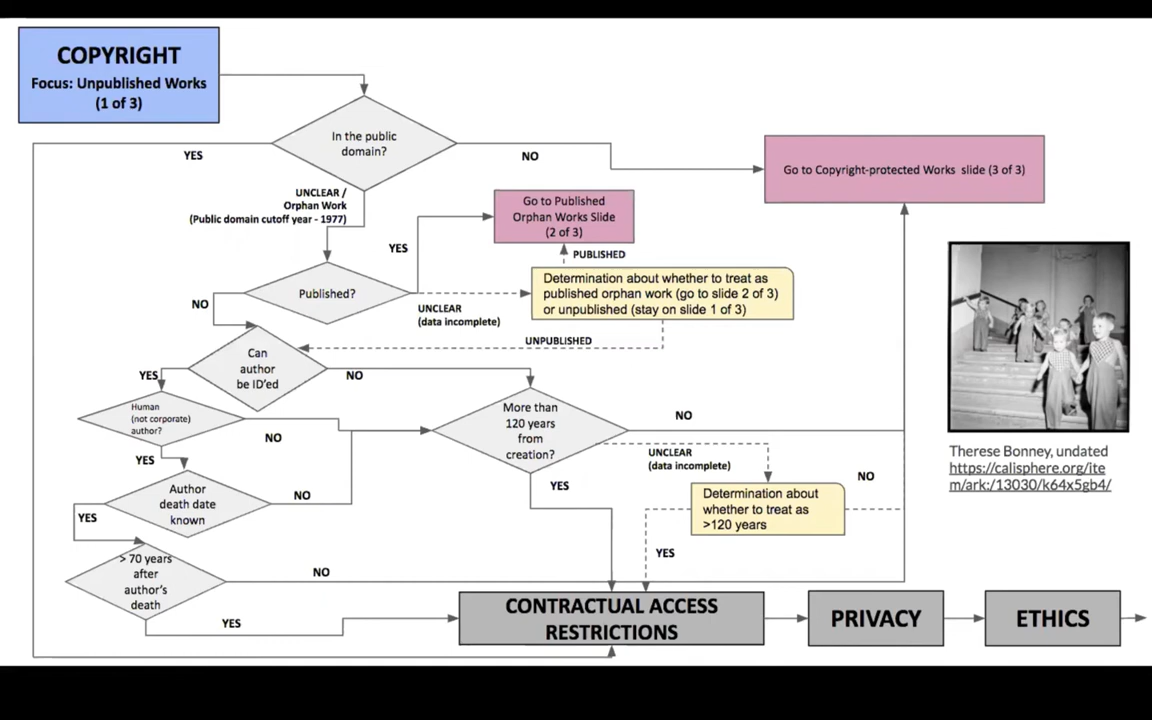 COPYRIGHT
Focus: Unpublished Works
(1 of 3)
In the public
domain?
YES
NO
Go to Copyright-protected Works slide (3 of 3)
UNCLEAR /
Orphan Work
(Public domain cutoff year - 1977)
Go to Published
Orphan Works Slide
(2 of 3)
YES
PUBLISHED
Published?
Determination about whether to treat as
published orphan work (go to slide 2 of 3)
or unpublished (stay on slide 1 of 3)
NO
UNCLEAR
(data incomplete)
UNPUBLISHED
Can
author
be ID'ed
YES
NO
Human
(not corporate)
author?
NO
More than
120 years
from
creation?
NO
UNCLEAR
(data incomplete)
YES
YES
NO
Author
death date
known
NO
YES
Determination about
whether to treat as
>120 years
YES
> 70 years
after
author's
death
NO
YES
CONTRACTUAL ACCESS
RESTRICTIONS
PRIVACY
ETHICS
Therese Bonney, undated
https://calisphere.org/ite
m/ark:/13030/k64x5gb4/